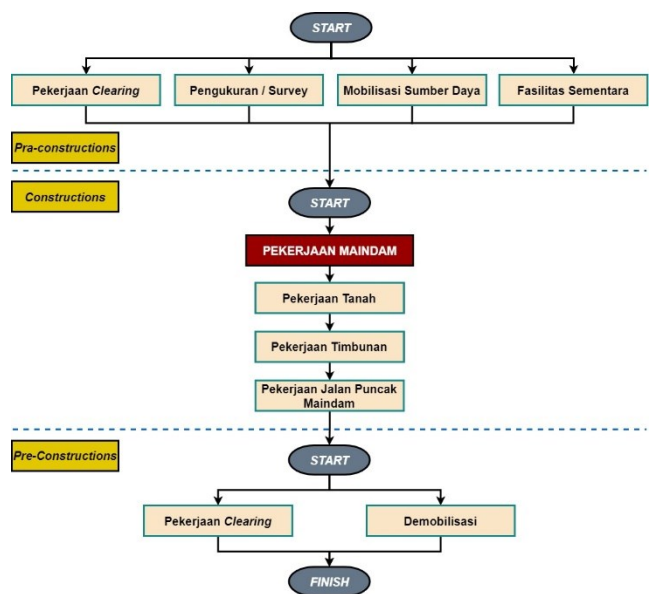 START
Pekerjaan Clearing
Pengukuran / Survey
Mobilisasi Sumber Daya
Fasilitas Sementara
Pra-constructions
Constructions
START
PEKERJAAN MAINDAM
Pekerjaan Tanah
Pekerjaan Timbunan
Pekerjaan Jalan Puncak
Maindam
Pre-Constructions
START
Pekerjaan Clearing
Demobilisasi
FINISH